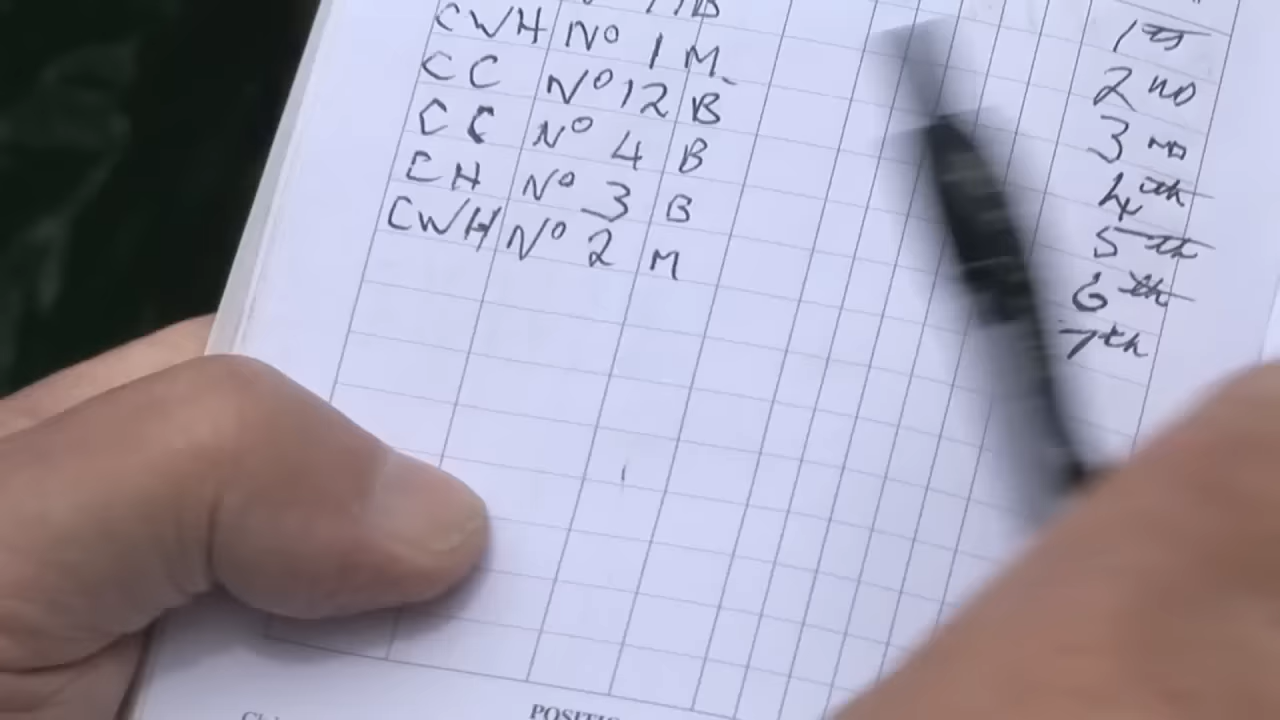 CWH No 1 M. 1th
CC No 12 B 2nd
CC No 4 B 3rd
CH No 3 B 4th
CWH No 2 M 5th
6th
7th